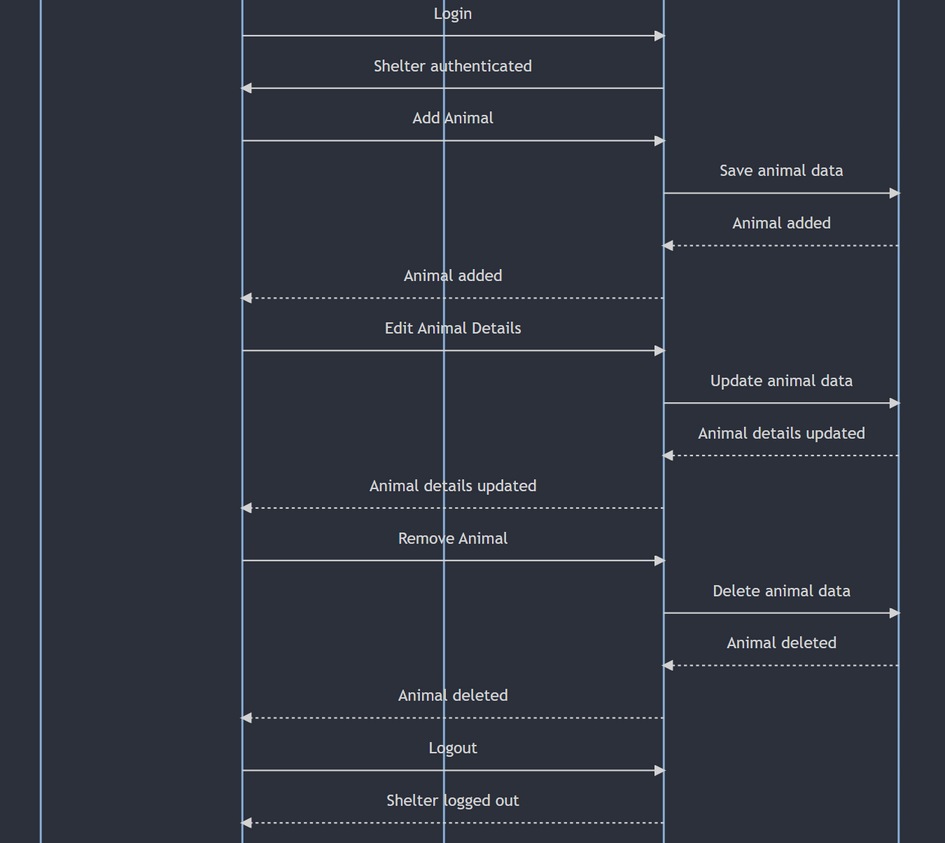 Login
Shelter authenticated
Add Animal
Save animal data
Animal added
Animal added
Edit Animal Details
Update animal data
Animal details updated
Animal details updated
Remove Animal
Delete animal data
Animal deleted
Animal deleted
Logout
Shelter logged out